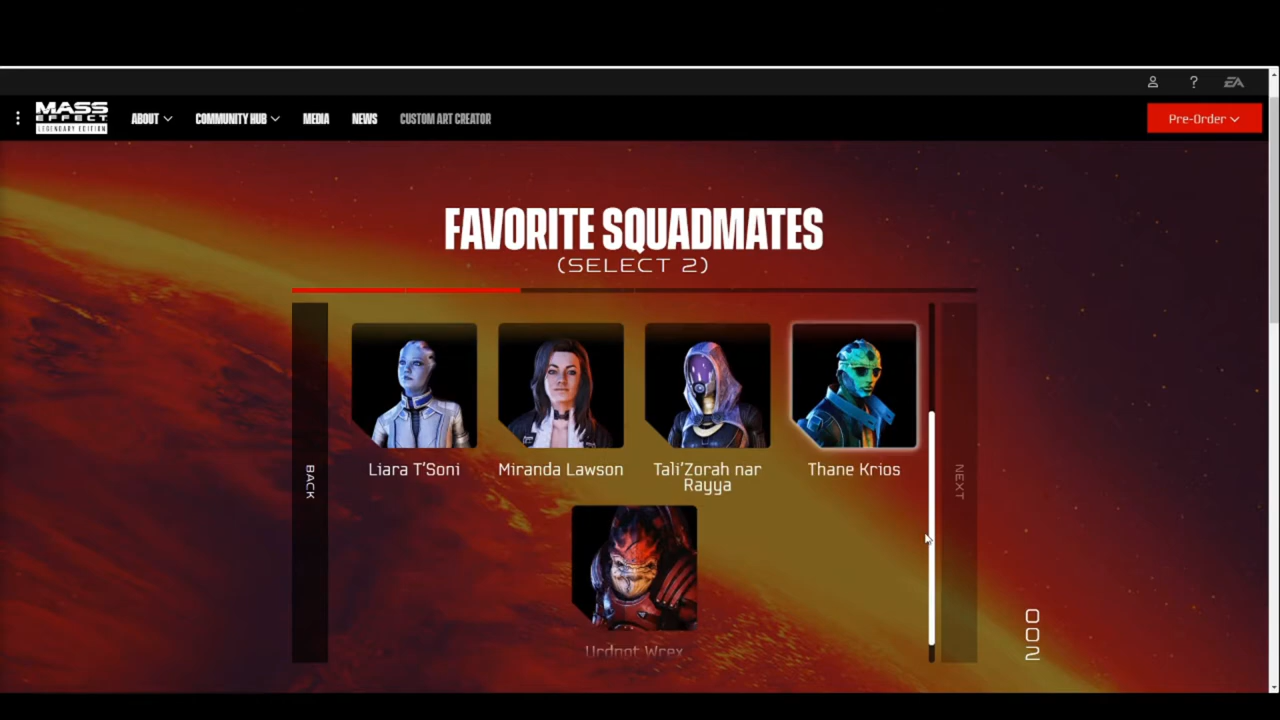 MASS
EFFECT
LEGENDARY EDITION
ABOUT
COMMUNITY HUB
MEDIA
NEWS
CUSTOM ART CREATOR
?
EA
Pre-Order
FAVORITE SQUADMATES
(SELECT 2)
BACK
Liara T'Soni
Miranda Lawson
Tali'Zorah nar
Rayya
Thane Krios
Urdnot Wrex
NEXT
002